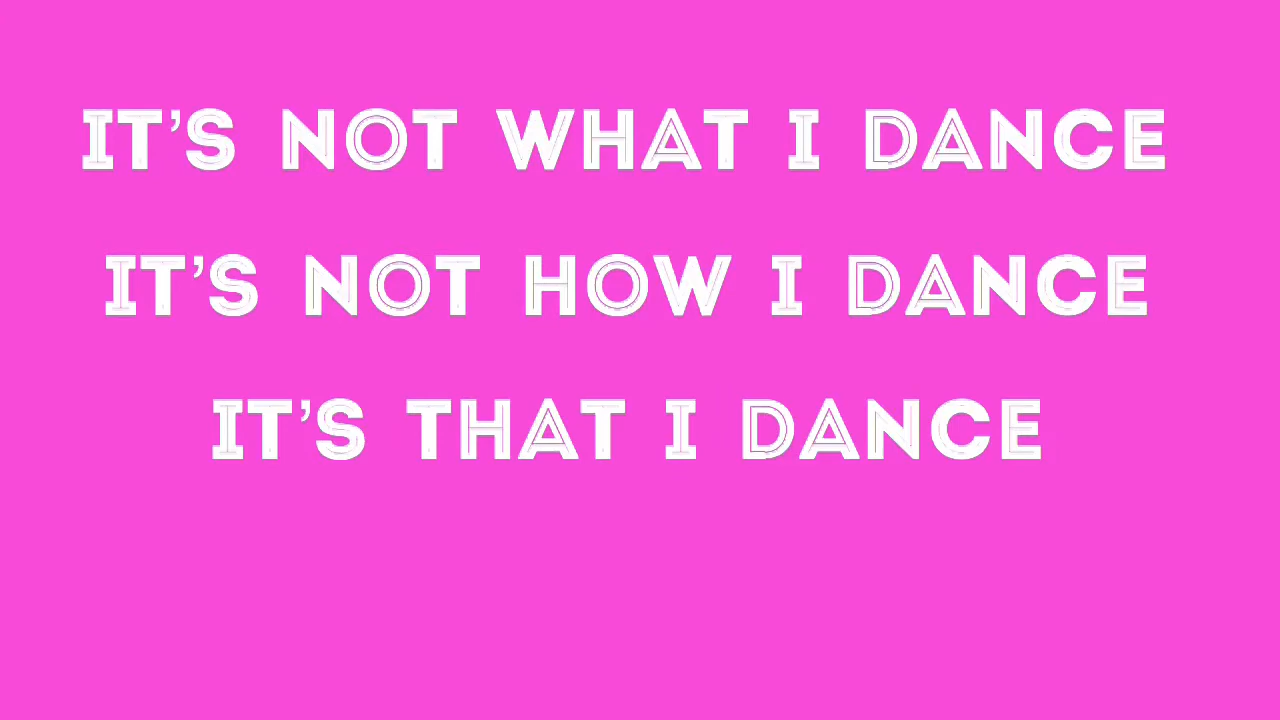 IT’S NOT WHAT I DANCE
IT’S NOT HOW I DANCE
IT’S THAT I DANCE